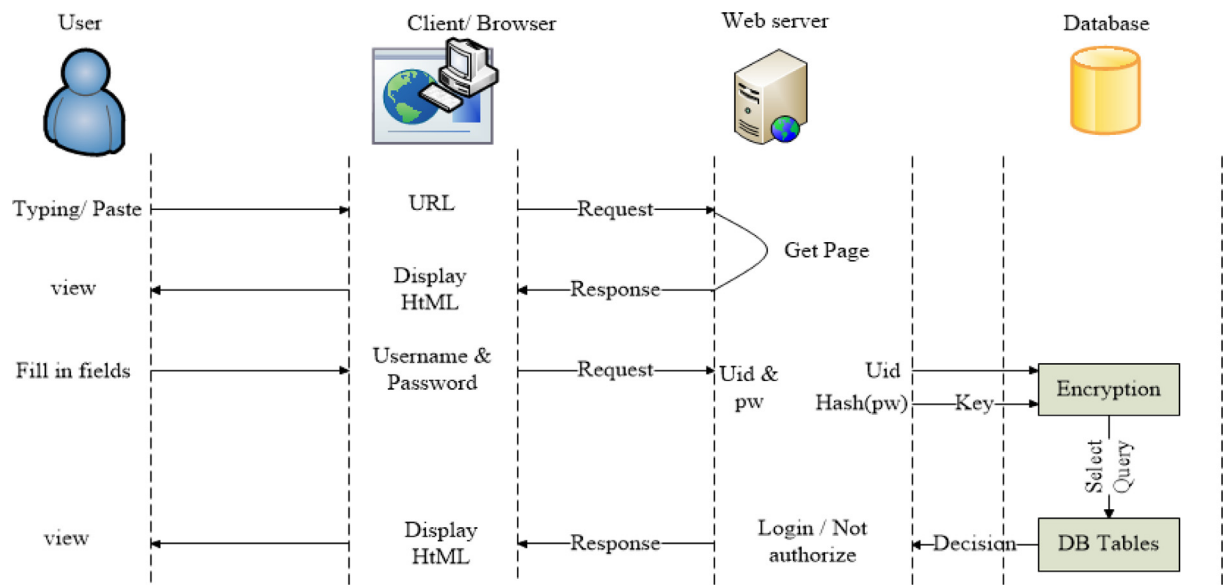 User
Client/ Browser
Web server
Database
Typing/ Paste
URL
Request
Get Page
view
Display
HtML
Response
Fill in fields
Username &
Password
Request
Uid &
pw
Uid
Hash(pw)
Key
Encryption
Select
Query
view
Display
HtML
Response
Login / Not
authorize
Decision
DB Tables